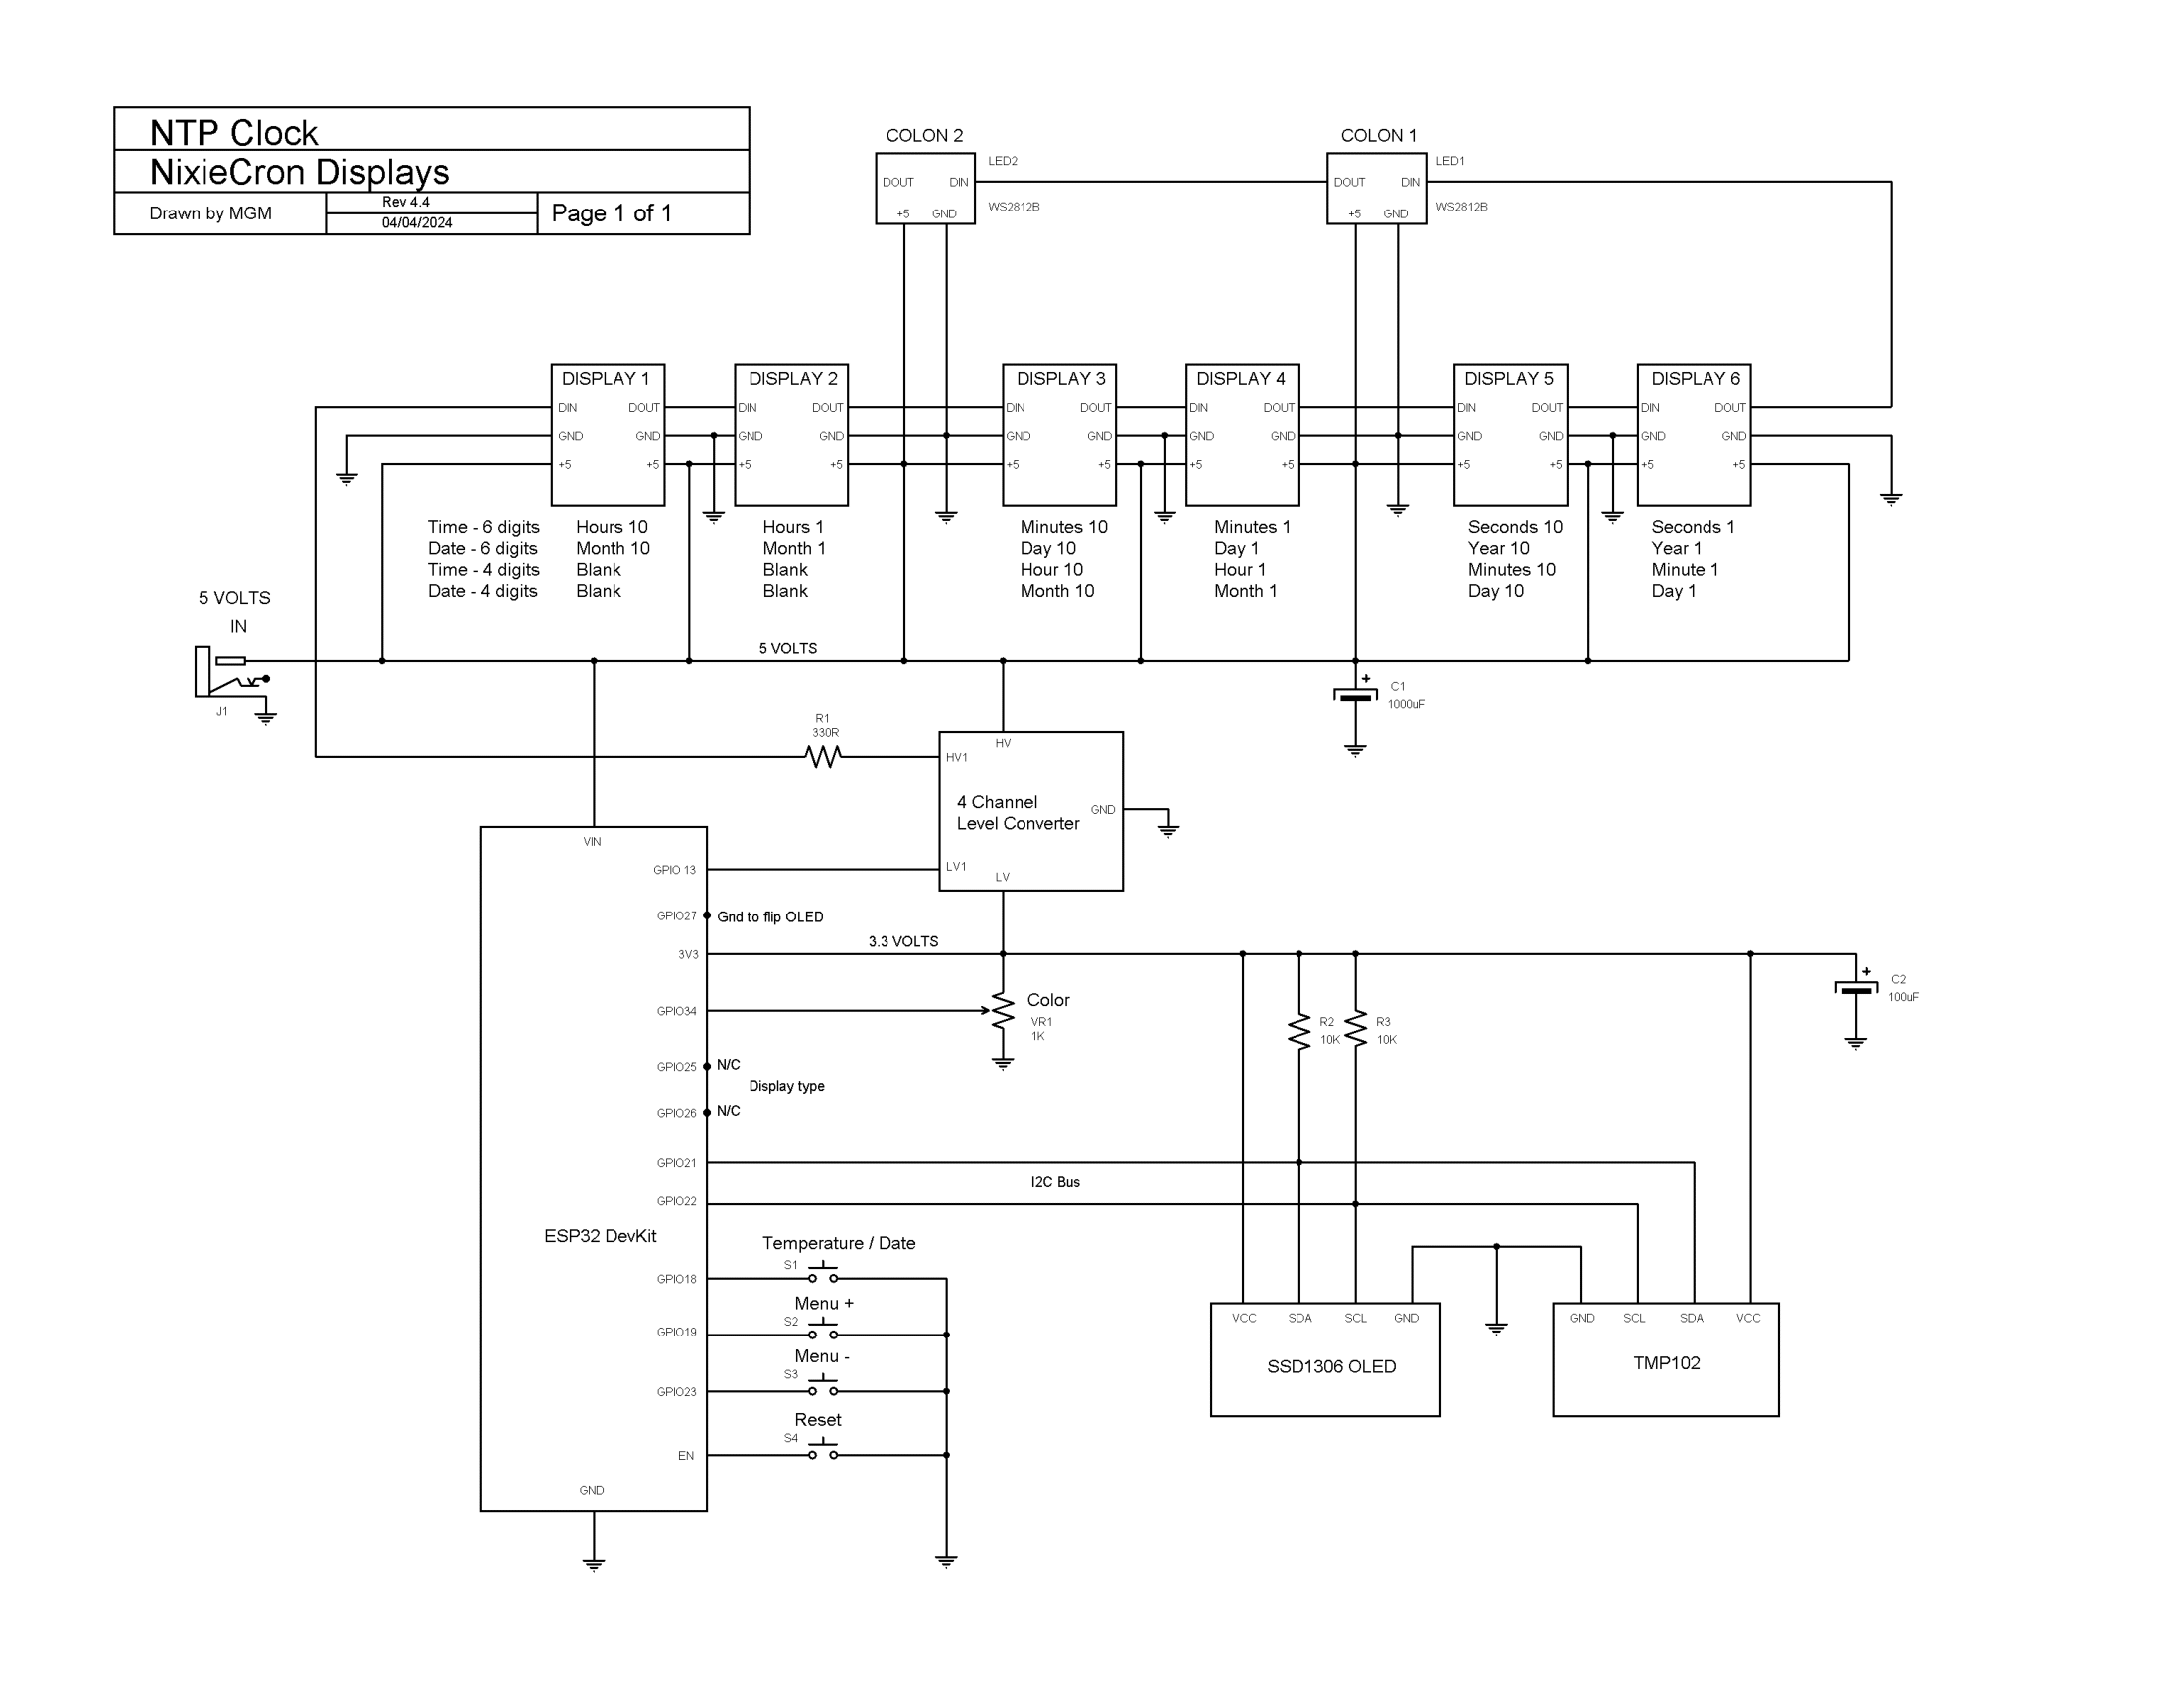 NTP Clock
NixieCron Displays
Drawn by MGM
Rev 4.4
04/04/2024
Page 1 of 1
COLON 2
LED2
DOUT DIN
+5 GND
WS2812B
COLON 1
LED1
DOUT DIN
+5 GND
WS2812B
DISPLAY 1
DIN DOUT
GND GND
+5 +5
DISPLAY 2
DIN DOUT
GND GND
+5 +5
DISPLAY 3
DIN DOUT
GND GND
+5 +5
DISPLAY 4
DIN DOUT
GND GND
+5 +5
DISPLAY 5
DIN DOUT
GND GND
+5 +5
DISPLAY 6
DIN DOUT
GND GND
+5 +5
Time - 6 digits Hours 10 Hours 1 Minutes 10 Minutes 1 Seconds 10 Seconds 1
Date - 6 digits Month 10 Month 1 Day 10 Day 1 Year 10 Year 1
Time - 4 digits Blank Blank Hour 10 Hour 1 Minutes 10 Minute 1
Date - 4 digits Blank Blank Month 10 Month 1 Day 10 Day 1
5 VOLTS
IN
J1
5 VOLTS
+ C1
1000uF
R1
330R
HV
HV1
4 Channel
Level Converter
GND
LV1
LV
VIN
GPIO 13
GPIO27 Gnd to flip OLED
3V3
3.3 VOLTS
GPIO34
Color
VR1
1K
R2
10K
R3
10K
+ C2
100uF
GPIO25 N/C
Display type
GPIO26 N/C
GPIO21
I2C Bus
GPIO22
ESP32 DevKit
Temperature / Date
S1
GPIO18
Menu +
S2
GPIO19
Menu -
S3
GPIO23
Reset
S4
EN
GND
VCC SDA SCL GND
SSD1306 OLED
GND SCL SDA VCC
TMP102